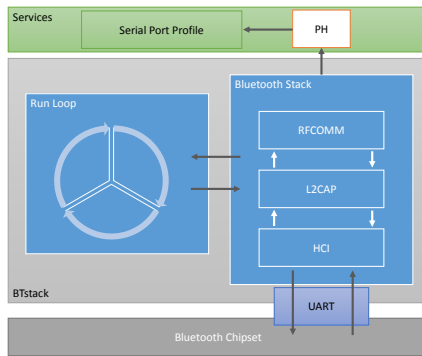 Services
Serial Port Profile
PH
Bluetooth Stack
Run Loop
RFCOMM
L2CAP
HCI
BTstack
UART
Bluetooth Chipset